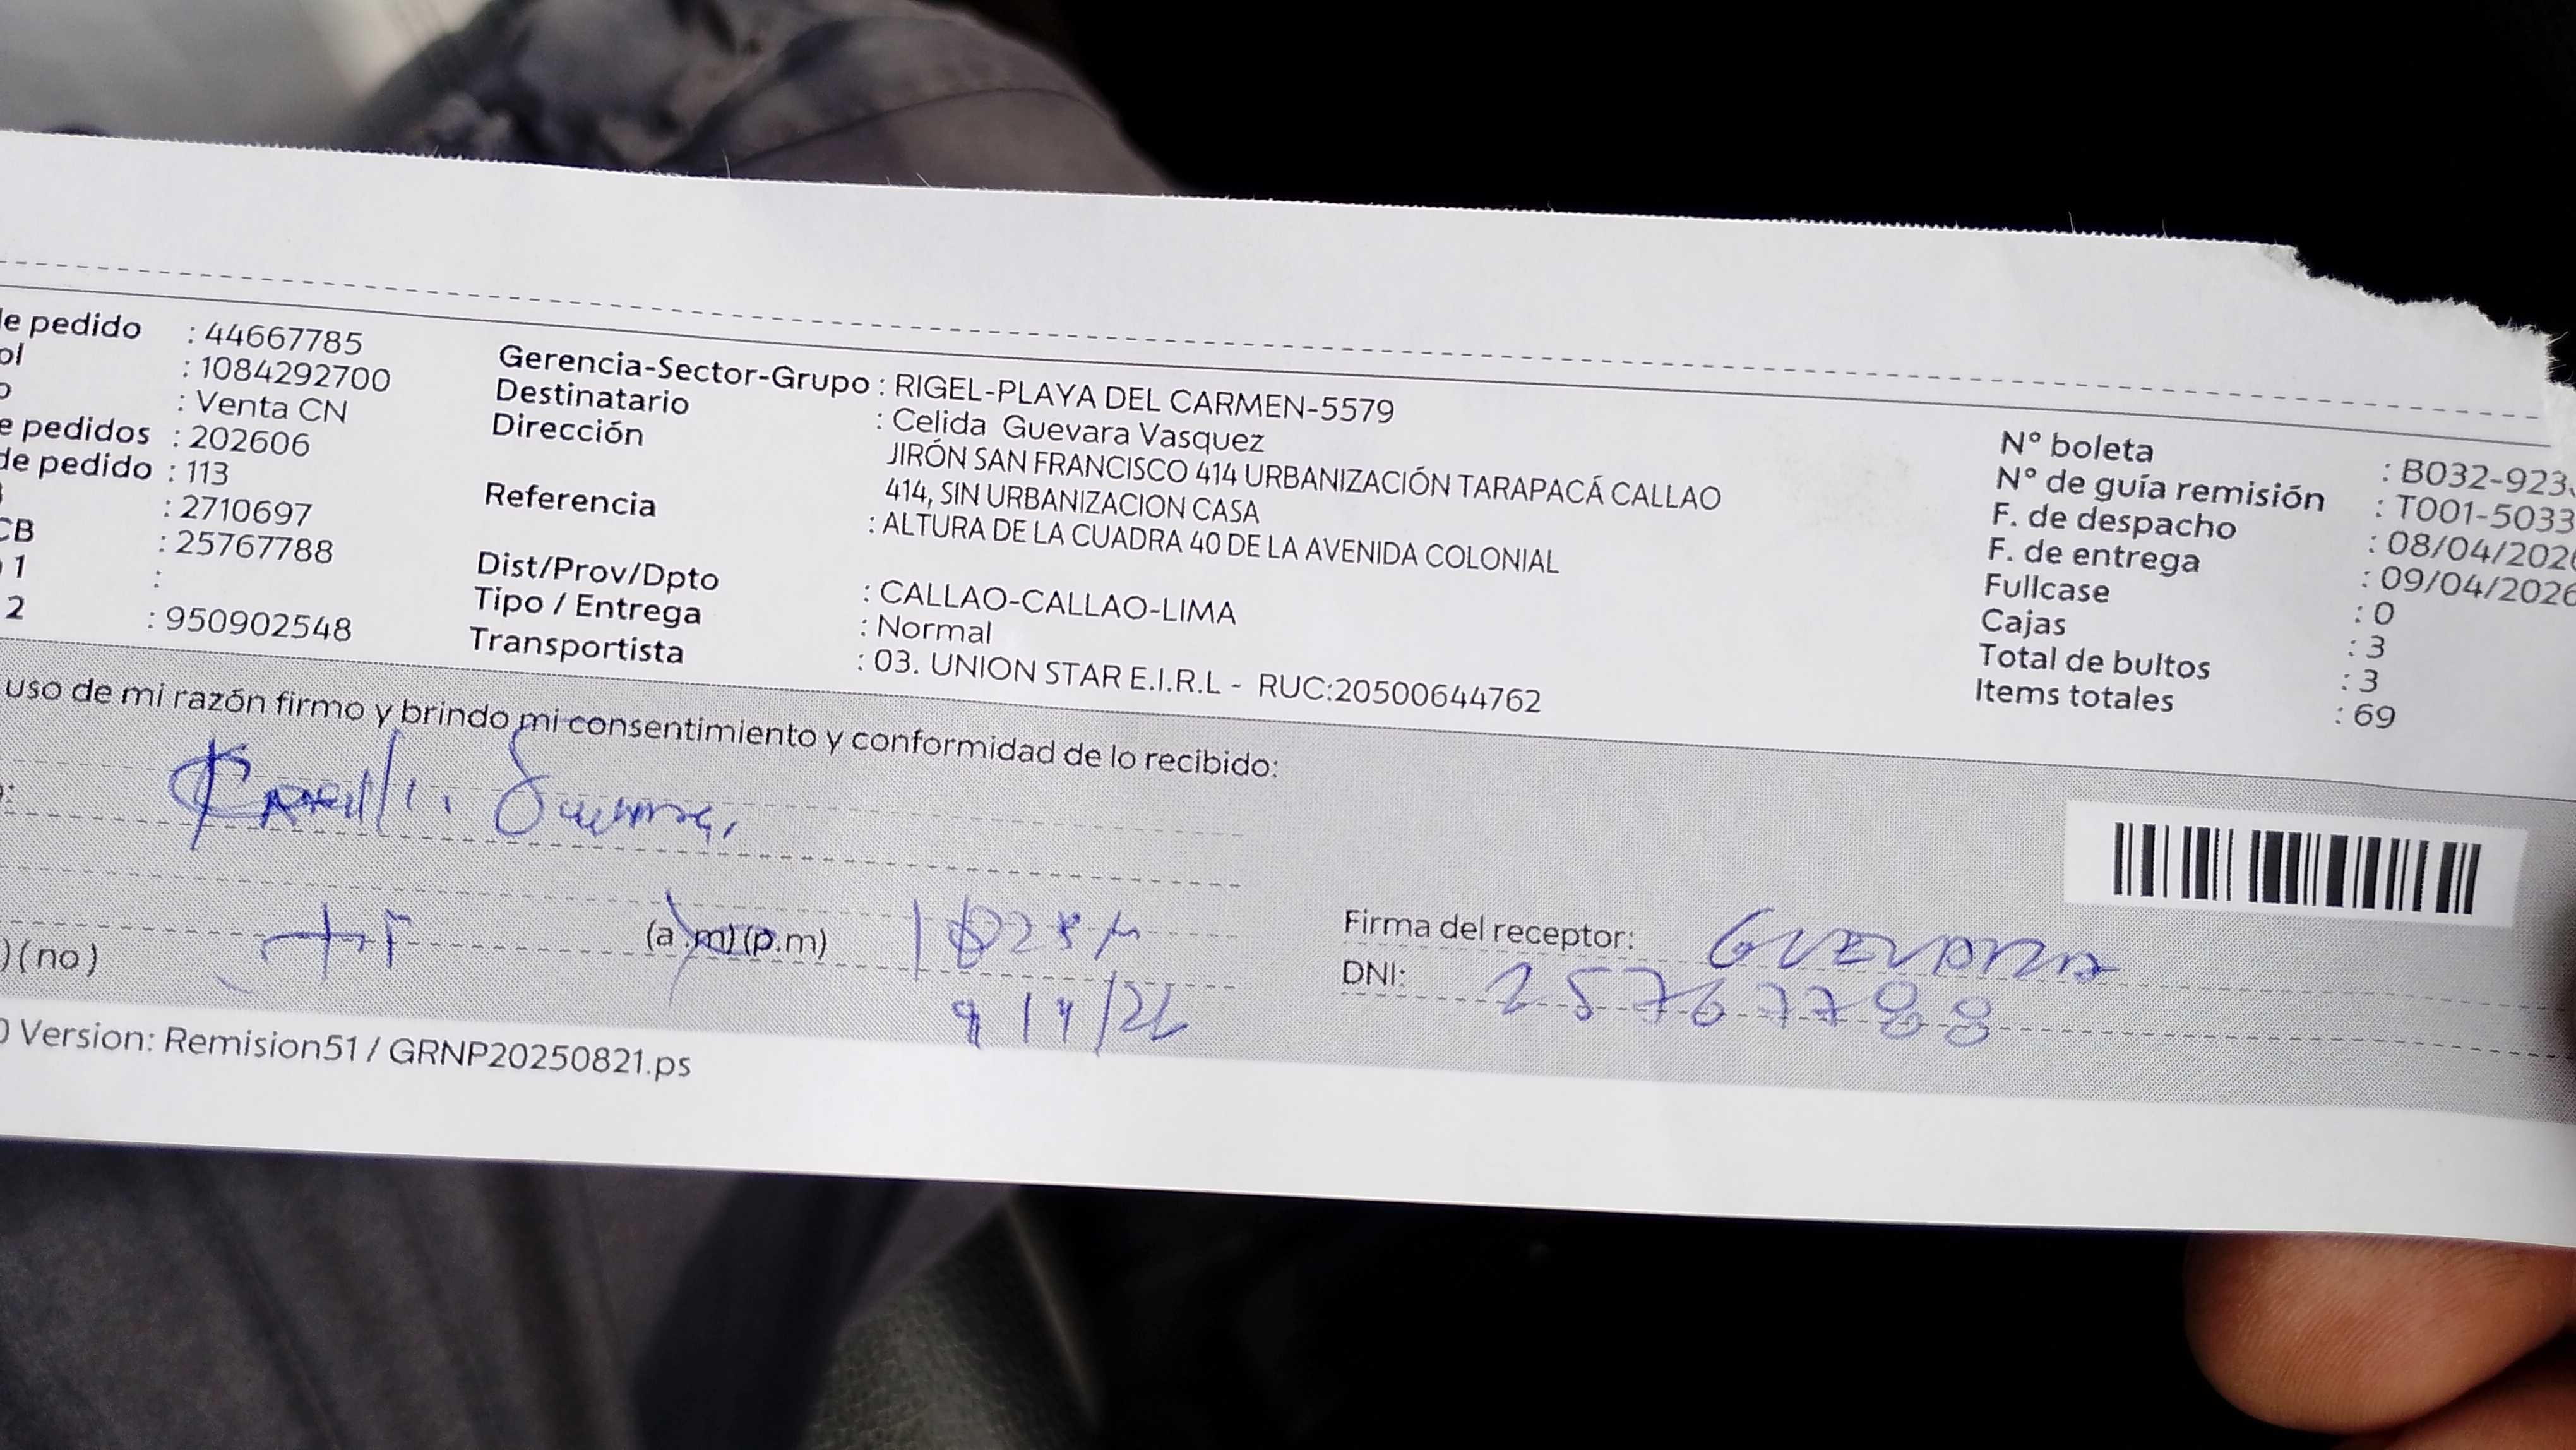 de pedido : 44667785
ol : 1084292700
o : Venta CN
e pedidos : 202606
de pedido : 113
: 2710697
CB : 25767788
1 :
2 : 950902548
Gerencia-Sector-Grupo : RIGEL-PLAYA DEL CARMEN-5579
Destinatario : Celida Guevara Vasquez
Dirección JIRÓN SAN FRANCISCO 414 URBANIZACIÓN TARAPACÁ CALLAO
414, SIN URBANIZACION CASA
Referencia : ALTURA DE LA CUADRA 40 DE LA AVENIDA COLONIAL
Dist/Prov/Dpto : CALLAO-CALLAO-LIMA
Tipo / Entrega : Normal
Transportista : 03. UNION STAR E.I.R.L - RUC:20500644762
N° boleta : B032-923
N° de guía remisión : T001-5033
F. de despacho : 08/04/2026
F. de entrega : 09/04/2026
Fullcase : 0
Cajas : 3
Total de bultos : 3
Items totales : 69
uso de mi razón firmo y brindo mi consentimiento y conformidad de lo recibido:
(a.m)(p.m)
)(no)
9/4/26
Firma del receptor: GUEVARA
DNI: 25767788
Version: Remision51 / GRNP20250821.ps